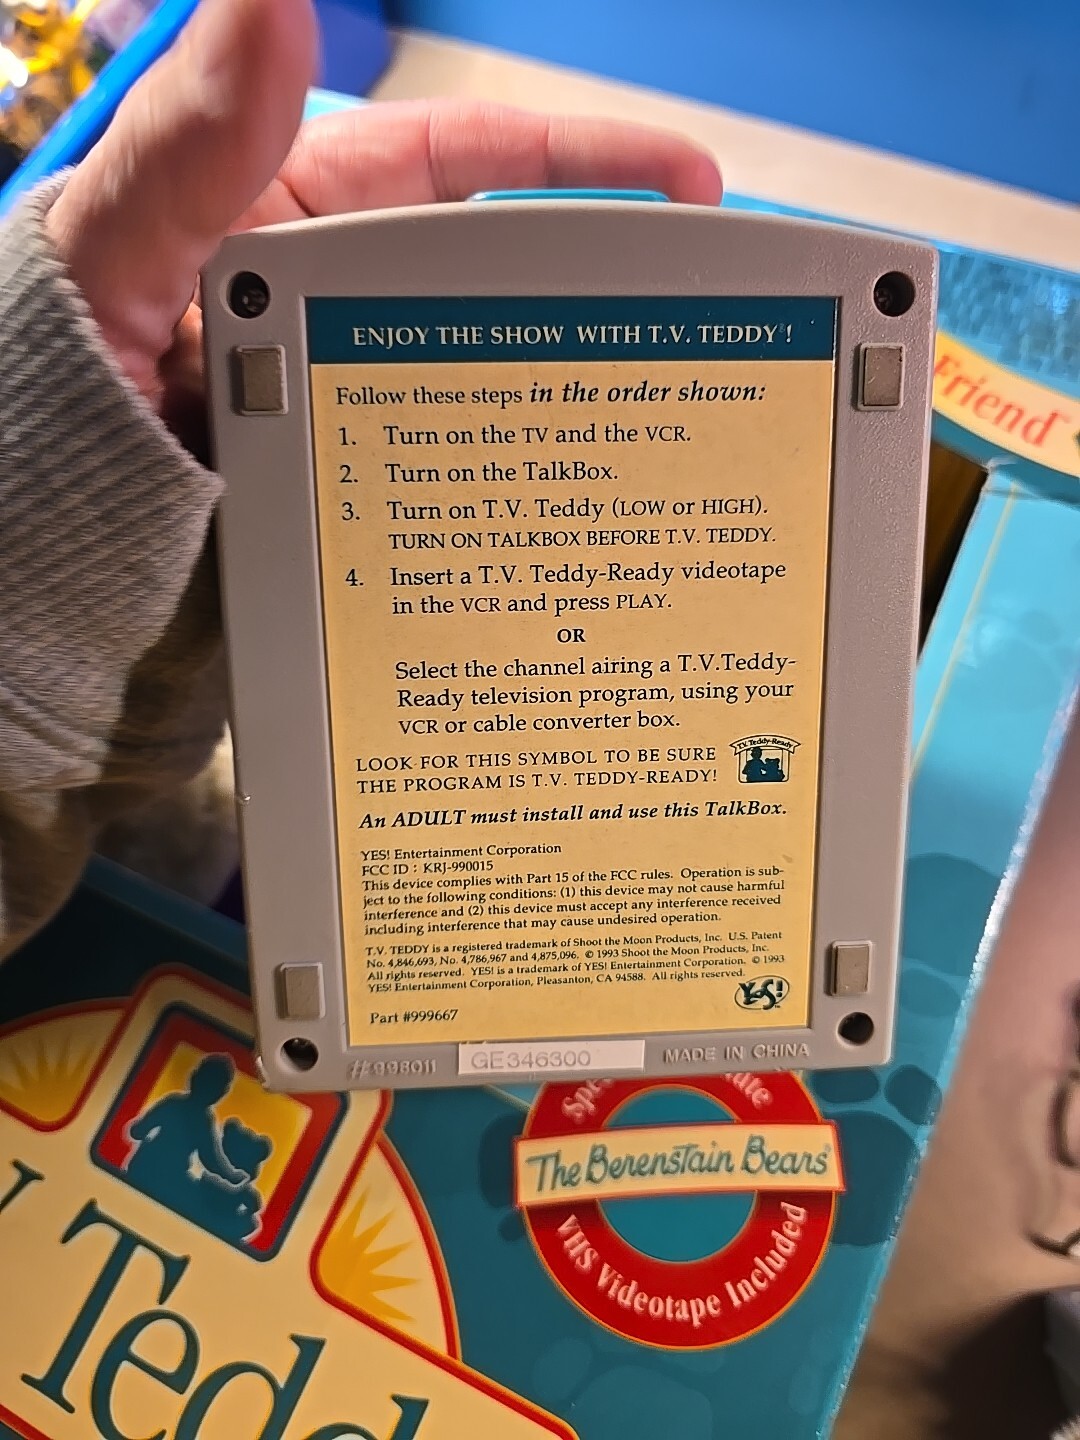 ENJOY THE SHOW WITH T.V. TEDDY!
Follow these steps in the order shown:
1. Turn on the TV and the VCR.
2. Turn on the TalkBox.
3. Turn on T.V. Teddy (LOW or HIGH).
TURN ON TALKBOX BEFORE T.V. TEDDY.
4. Insert a T.V. Teddy-Ready videotape
in the VCR and press PLAY.
OR
Select the channel airing a T.V.Teddy-
Ready television program, using your
VCR or cable converter box.
LOOK FOR THIS SYMBOL TO BE SURE
THE PROGRAM IS T.V. TEDDY-READY!
T.V. Teddy-Ready
An ADULT must install and use this TalkBox.
YES! Entertainment Corporation
FCC ID : KRJ-990015
This device complies with Part 15 of the FCC rules. Operation is sub-
ject to the following conditions: (1) this device may not cause harmful
interference and (2) this device must accept any interference received
including interference that may cause undesired operation.
T.V. TEDDY is a registered trademark of Shoot the Moon Products, Inc. U.S. Patent
No. 4,846,693, No. 4,786,967 and 4,875,096. © 1993 Shoot the Moon Products, Inc.
All rights reserved. YES! is a trademark of YES! Entertainment Corporation. © 1993
YES! Entertainment Corporation, Pleasanton, CA 94588. All rights reserved.
YES!
Part #999667
#998011 GE346300 MADE IN CHINA
Friend™
The Berenstain Bears®
VHS Videotape Included